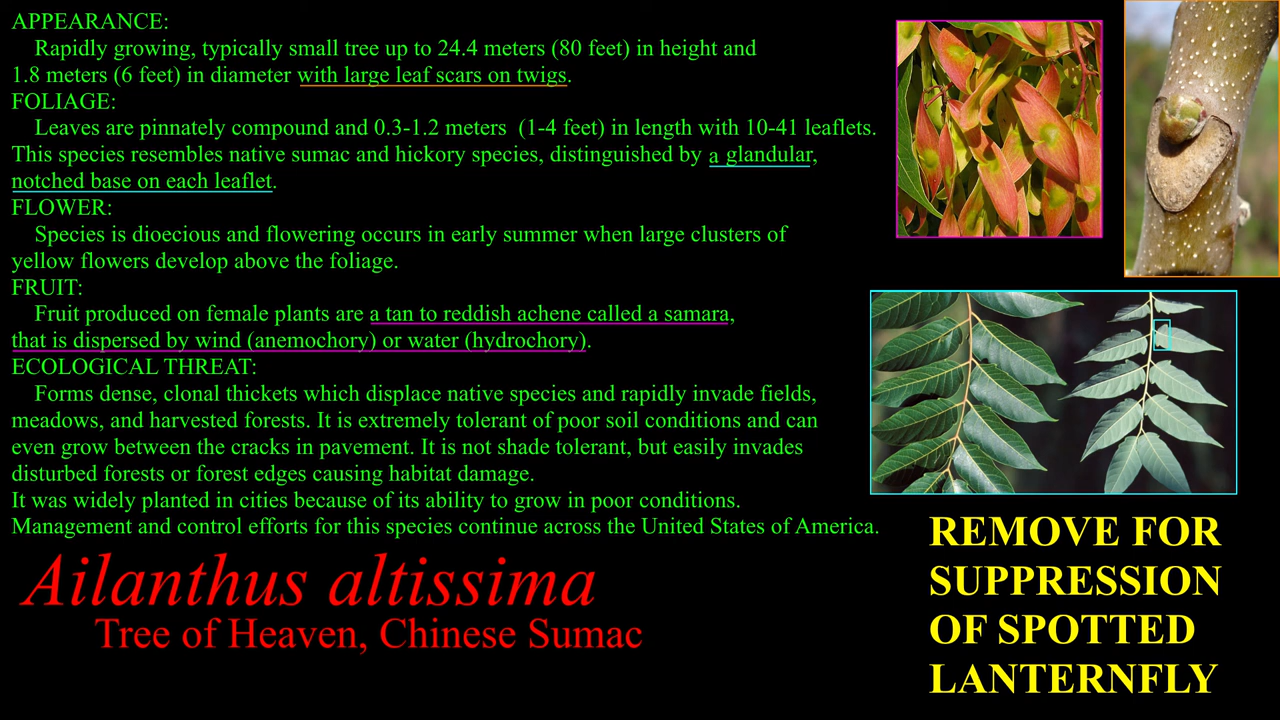 APPEARANCE:
Rapidly growing, typically small tree up to 24.4 meters (80 feet) in height and
1.8 meters (6 feet) in diameter with large leaf scars on twigs.
FOLIAGE:
Leaves are pinnately compound and 0.3-1.2 meters (1-4 feet) in length with 10-41 leaflets.
This species resembles native sumac and hickory species, distinguished by a glandular,
notched base on each leaflet.
FLOWER:
Species is dioecious and flowering occurs in early summer when large clusters of
yellow flowers develop above the foliage.
FRUIT:
Fruit produced on female plants are a tan to reddish achene called a samara,
that is dispersed by wind (anemochory) or water (hydrochory).
ECOLOGICAL THREAT:
Forms dense, clonal thickets which displace native species and rapidly invade fields,
meadows, and harvested forests. It is extremely tolerant of poor soil conditions and can
even grow between the cracks in pavement. It is not shade tolerant, but easily invades
disturbed forests or forest edges causing habitat damage.
It was widely planted in cities because of its ability to grow in poor conditions.
Management and control efforts for this species continue across the United States of America.
Ailanthus altissima
Tree of Heaven, Chinese Sumac
REMOVE FOR
SUPPRESSION
OF SPOTTED
LANTERNFLY